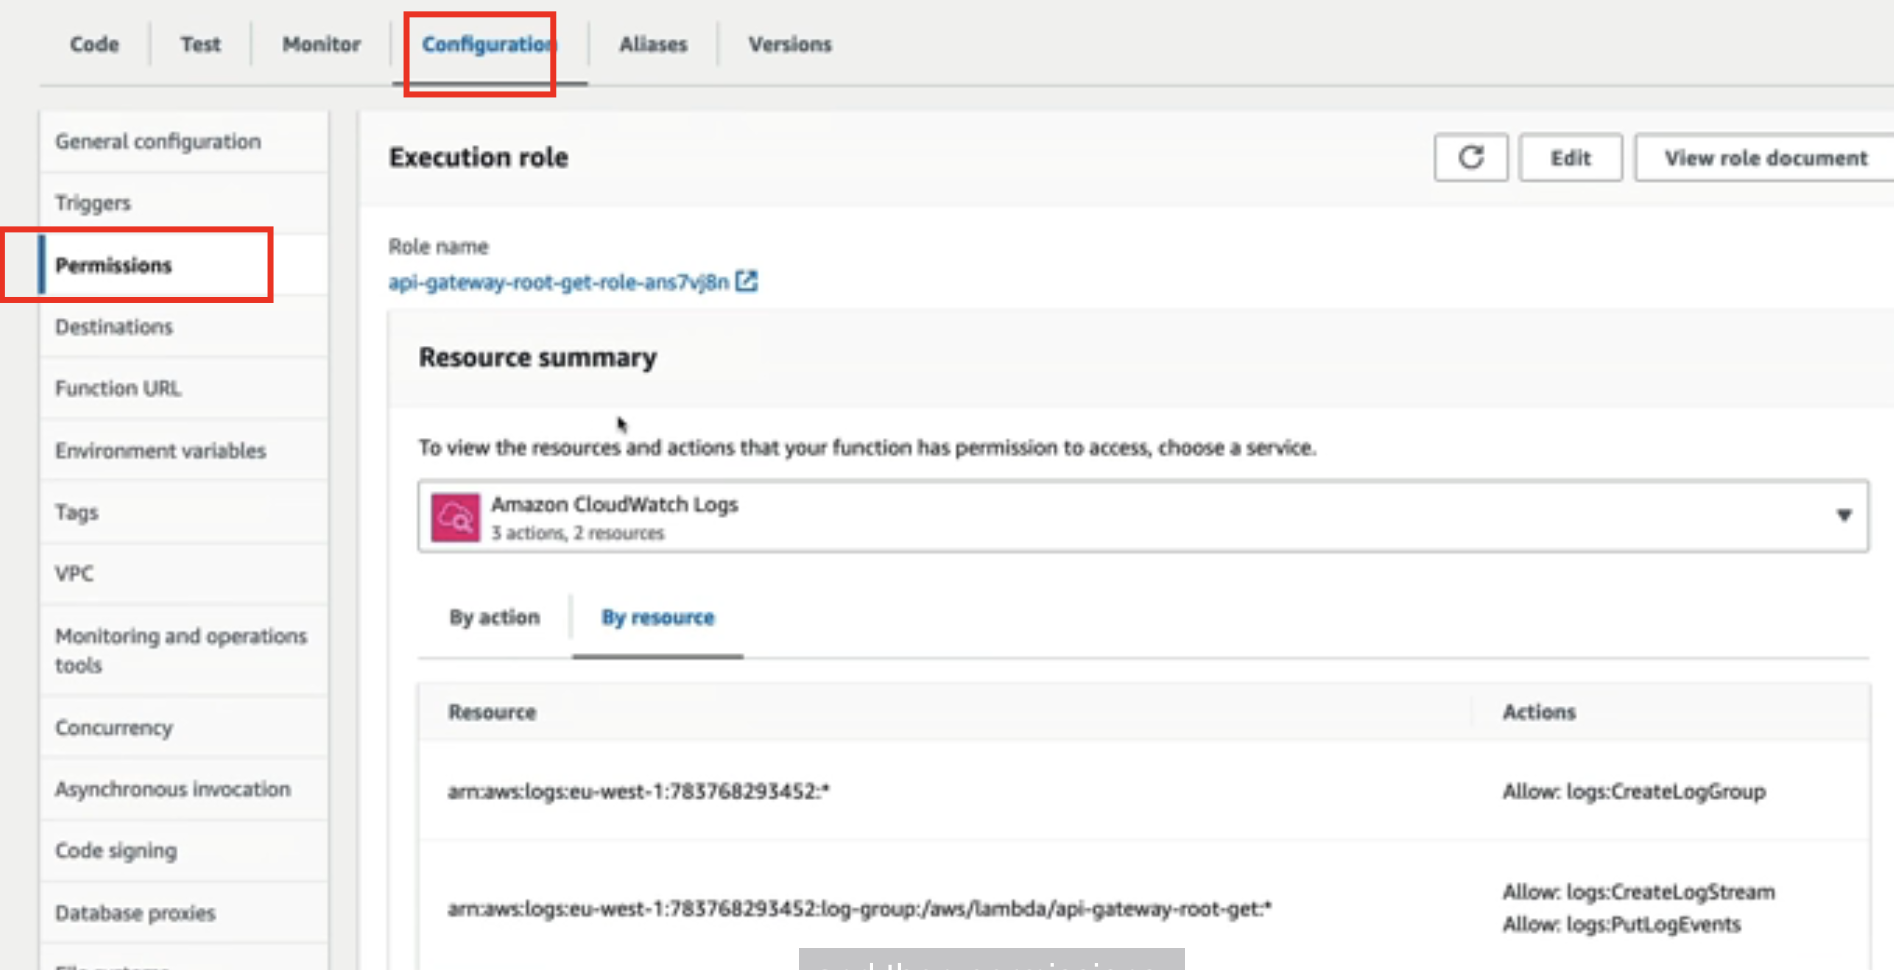 Code Test Monitor Configuration Aliases Versions
General configuration
Triggers
Permissions
Destinations
Function URL
Environment variables
Tags
VPC
Monitoring and operations
tools
Concurrency
Asynchronous invocation
Code signing
Database proxies
Execution role
Edit
View role document
Role name
api-gateway-root-get-role-ans7vj8n
Resource summary
To view the resources and actions that your function has permission to access, choose a service.
Amazon CloudWatch Logs
3 actions, 2 resources
By action By resource
Resource Actions
arn:aws:logs:eu-west-1:783768293452:* Allow: logs:CreateLogGroup
arn:aws:logs:eu-west-1:783768293452:log-group:/aws/lambda/api-gateway-root-get:* Allow: logs:CreateLogStream
Allow: logs:PutLogEvents